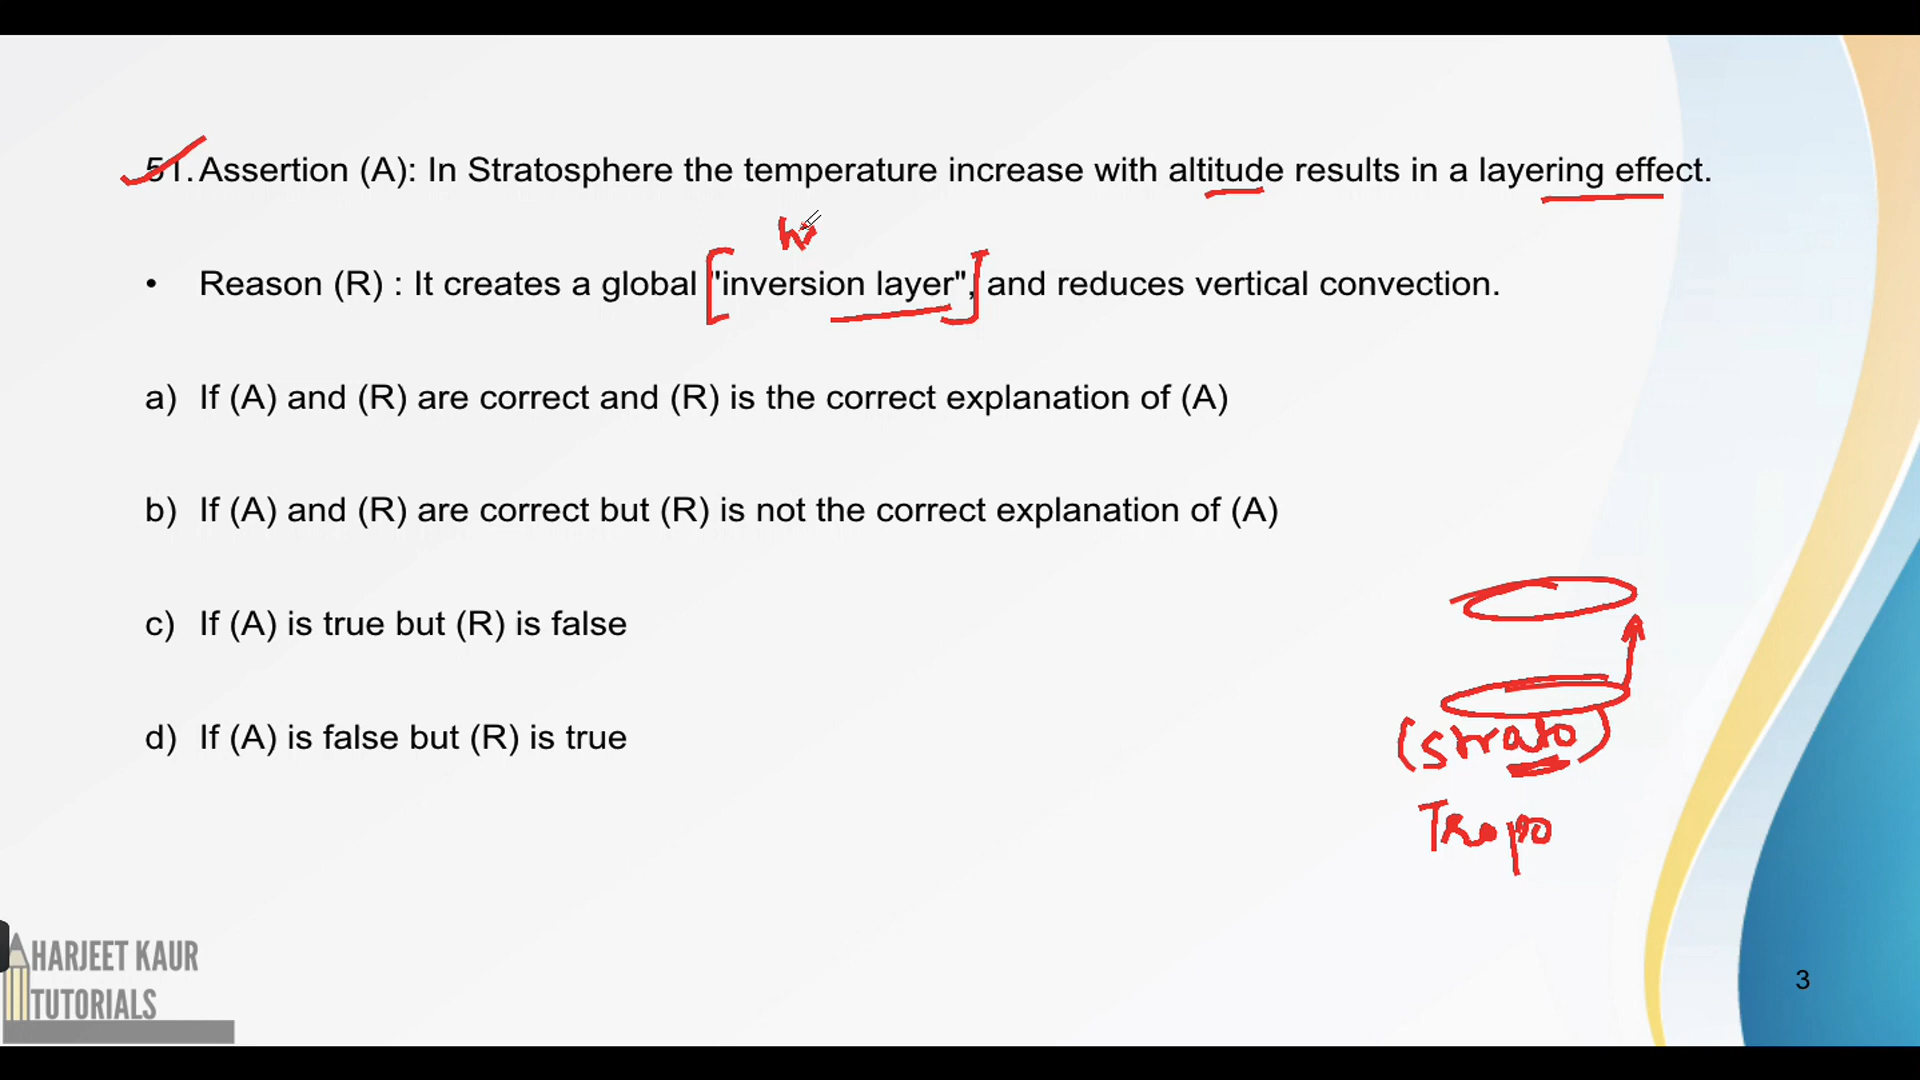 51. Assertion (A): In Stratosphere the temperature increase with altitude results in a layering effect.
• Reason (R) : It creates a global "inversion layer", and reduces vertical convection.
a) If (A) and (R) are correct and (R) is the correct explanation of (A)
b) If (A) and (R) are correct but (R) is not the correct explanation of (A)
c) If (A) is true but (R) is false
d) If (A) is false but (R) is true
(Strato)
Tropo
HARJEET KAUR
TUTORIALS
3